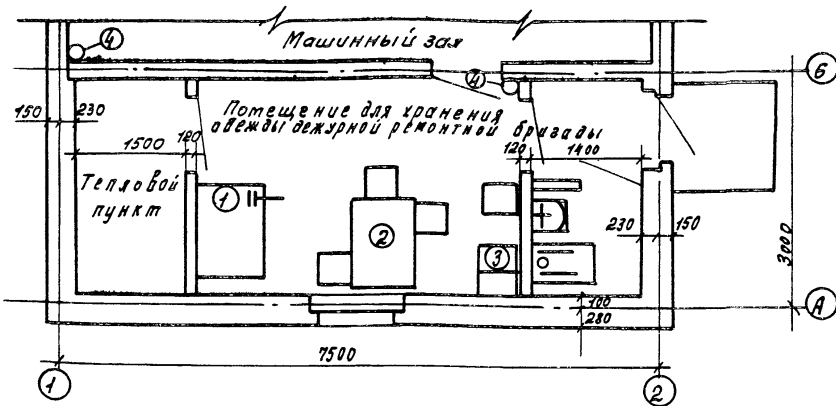 4
Машинный зал
Б
4
Помещение для хранения
одежды дежурной ремонтной бригады
150
230
120
1500
120
1400
Тепловой
пункт
1
2
3
230
150
3000
100
280
А
7500
1
2